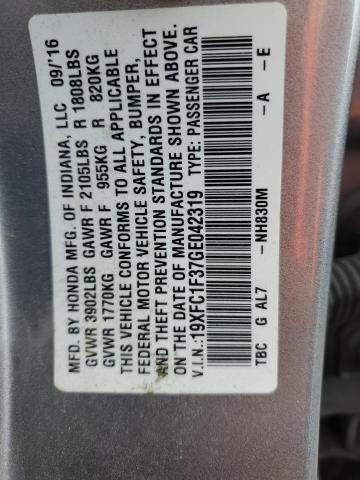 MFD. BY HONDA MFG. OF INDIANA, LLC 09/'16
GVWR 3902LBS GAWR F 2105LBS R 1808LBS
GVWR 1770KG GAWR F 955KG R 820KG
THIS VEHICLE CONFORMS TO ALL APPLICABLE
FEDERAL MOTOR VEHICLE SAFETY, BUMPER,
AND THEFT PREVENTION STANDARDS IN EFFECT
ON THE DATE OF MANUFACTURE SHOWN ABOVE.
V.I.N.:19XFC1F37GE042319 TYPE: PASSENGER CAR
TBC G AL7 -NH830M -A -E